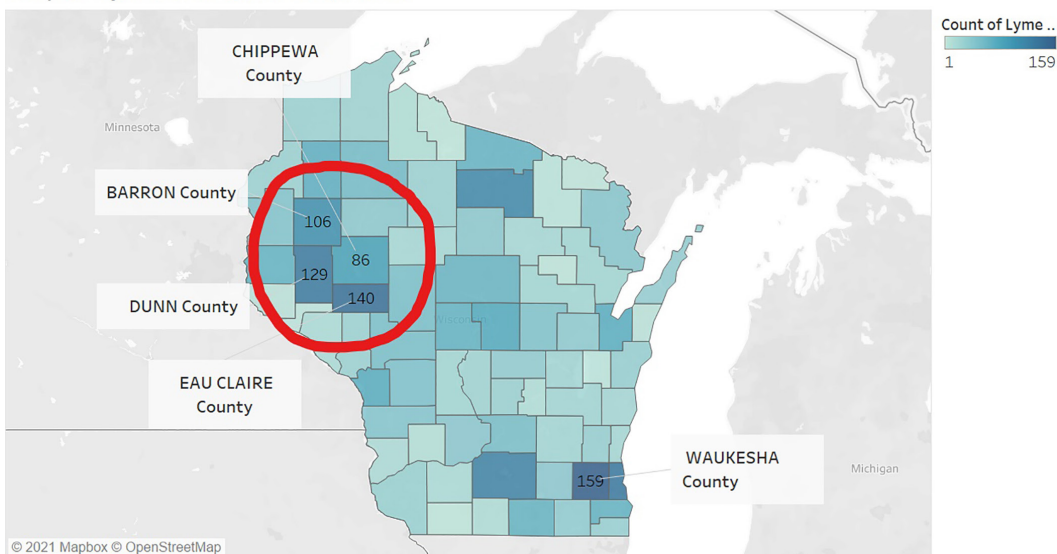 Count of Lyme ..
1 159
CHIPPEWA
County
Minnesota
BARRON County
106
86
129
DUNN County
140
Wisconsin
EAU CLAIRE
County
WAUKESHA
County
159
Michigan
© 2021 Mapbox © OpenStreetMap